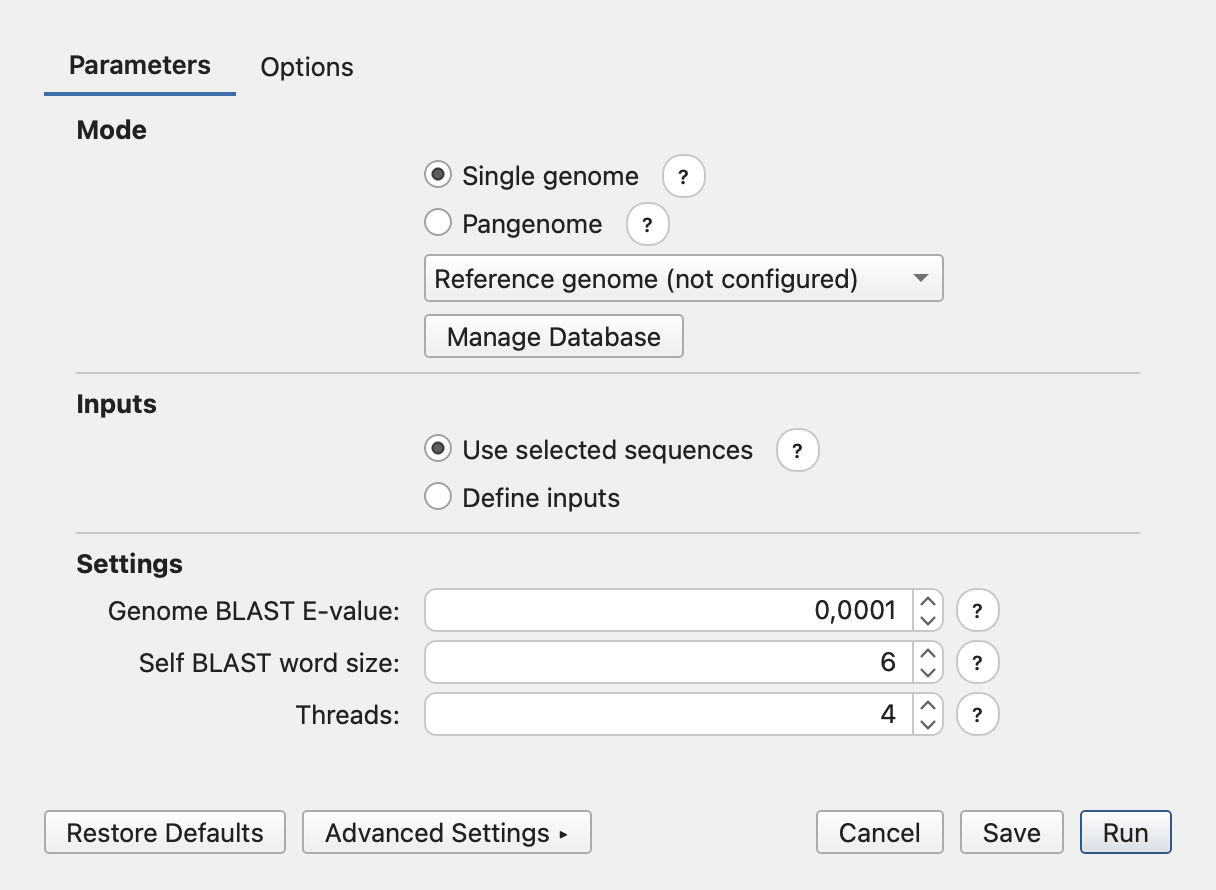 Parameters Options
Mode
Single genome ?
Pangenome ?
Reference genome (not configured)
Manage Database
Inputs
Use selected sequences ?
Define inputs
Settings
Genome BLAST E-value: 0,0001 ?
Self BLAST word size: 6 ?
Threads: 4 ?
Restore Defaults Advanced Settings ▸ Cancel Save Run